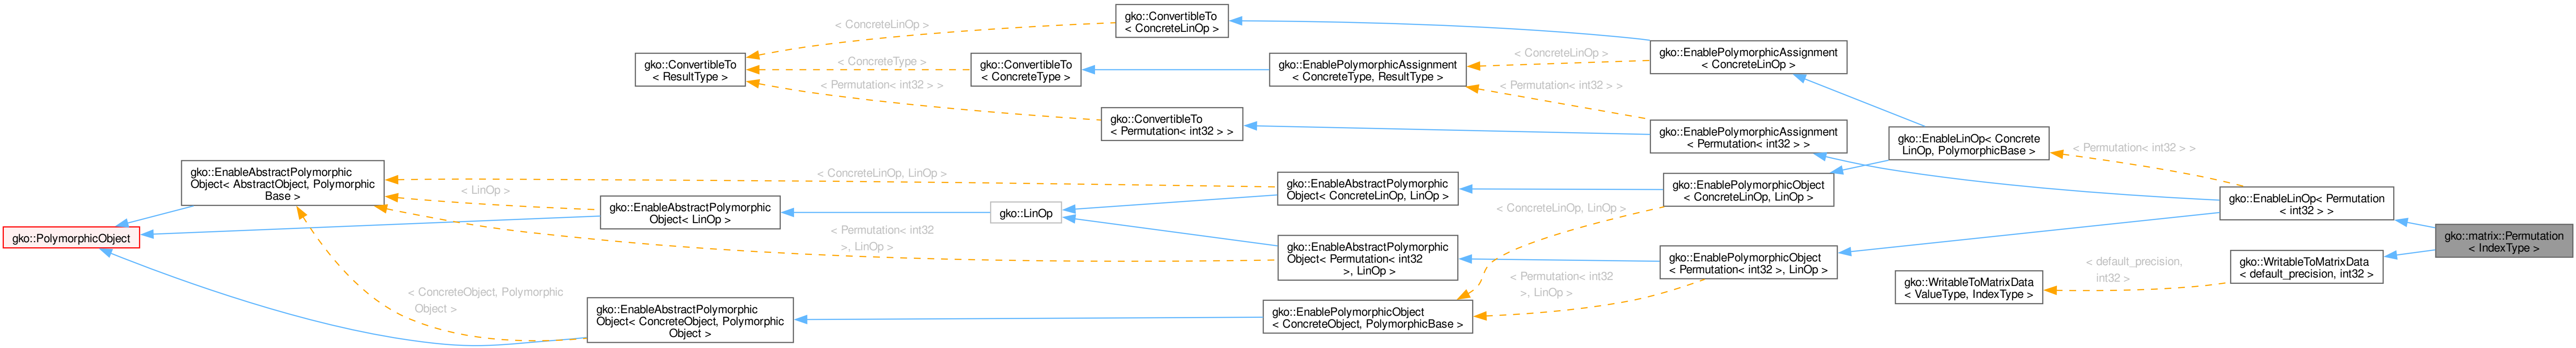 gko::ConvertibleTo
< ConcreteLinOp >
< ConcreteLinOp >
gko::EnablePolymorphicAssignment
< ConcreteLinOp >
gko::ConvertibleTo
< ResultType >
< ConcreteType >
gko::ConvertibleTo
< ConcreteType >
gko::EnablePolymorphicAssignment
< ConcreteType, ResultType >
< ConcreteLinOp >
< Permutation< int32 > >
< Permutation< int32 > >
gko::ConvertibleTo
< Permutation< int32 > >
gko::EnablePolymorphicAssignment
< Permutation< int32 > >
gko::EnableLinOp< Concrete
LinOp, PolymorphicBase >
< Permutation< int32 > >
gko::EnableAbstractPolymorphic
Object< AbstractObject, Polymorphic
Base >
< ConcreteLinOp, LinOp >
< LinOp >
gko::EnableAbstractPolymorphic
Object< ConcreteLinOp, LinOp >
gko::EnablePolymorphicObject
< ConcreteLinOp, LinOp >
gko::EnableAbstractPolymorphic
Object< LinOp >
gko::LinOp
< ConcreteLinOp, LinOp >
gko::EnableLinOp< Permutation
< int32 > >
gko::PolymorphicObject
< Permutation< int32
>, LinOp >
gko::EnableAbstractPolymorphic
Object< Permutation< int32
>, LinOp >
gko::EnablePolymorphicObject
< Permutation< int32 >, LinOp >
gko::matrix::Permutation
< IndexType >
< Permutation< int32
>, LinOp >
gko::WritableToMatrixData
< ValueType, IndexType >
< default_precision,
int32 >
gko::WritableToMatrixData
< default_precision, int32 >
< ConcreteObject, Polymorphic
Object >
gko::EnableAbstractPolymorphic
Object< ConcreteObject, Polymorphic
Object >
gko::EnablePolymorphicObject
< ConcreteObject, PolymorphicBase >